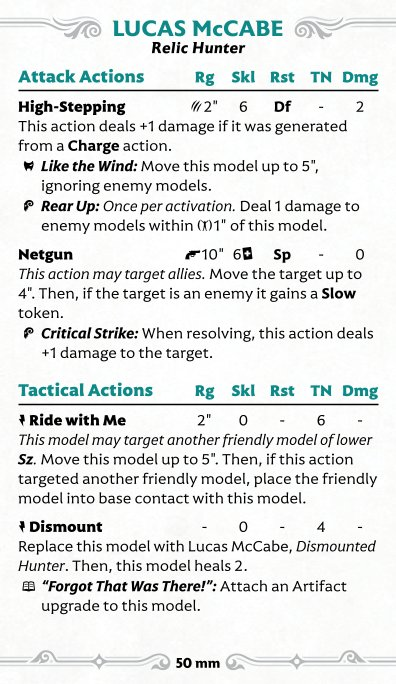 LUCAS McCABE
Relic Hunter
Attack Actions Rg Skl Rst TN Dmg
High-Stepping 2" 6 Df - 2
This action deals +1 damage if it was generated
from a Charge action.
Like the Wind: Move this model up to 5",
ignoring enemy models.
Rear Up: Once per activation. Deal 1 damage to
enemy models within 1" of this model.
Netgun 10" 6 Sp - 0
This action may target allies. Move the target up to
4". Then, if the target is an enemy it gains a Slow
token.
Critical Strike: When resolving, this action deals
+1 damage to the target.
Tactical Actions Rg Skl Rst TN Dmg
Ride with Me 2" 0 - 6 -
This model may target another friendly model of lower
Sz. Move this model up to 5". Then, if this action
targeted another friendly model, place the friendly
model into base contact with this model.
Dismount - 0 - 4 -
Replace this model with Lucas McCabe, Dismounted
Hunter. Then, this model heals 2.
"Forgot That Was There!": Attach an Artifact
upgrade to this model.
50 mm